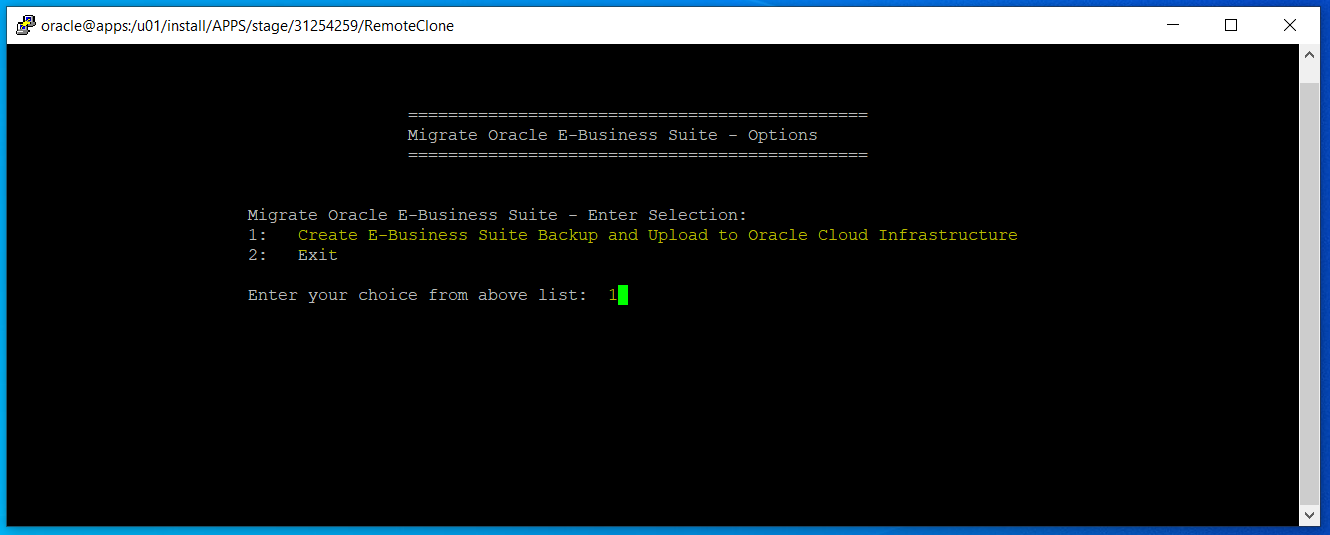 oracle@apps:/u01/install/APPS/stage/31254259/RemoteClone
==============================================
Migrate Oracle E-Business Suite - Options
==============================================
Migrate Oracle E-Business Suite - Enter Selection:
1:   Create E-Business Suite Backup and Upload to Oracle Cloud Infrastructure
2:   Exit
Enter your choice from above list:  1